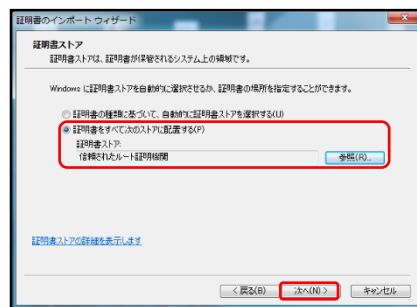 証明書のインポート ウィザード
証明書ストア
証明書ストアは、証明書が保管されるシステム上の領域です。
Windows に証明書ストアを自動的に選択させるか、証明書の場所を指定することができます。
証明書の種類に基づいて、自動的に証明書ストアを選択する(U)
証明書をすべて次のストアに配置する(P)
証明書ストア:
信頼されたルート証明機関
参照(R)...
証明書ストアの詳細を表示します
< 戻る(B)
次へ(N) >
キャンセル